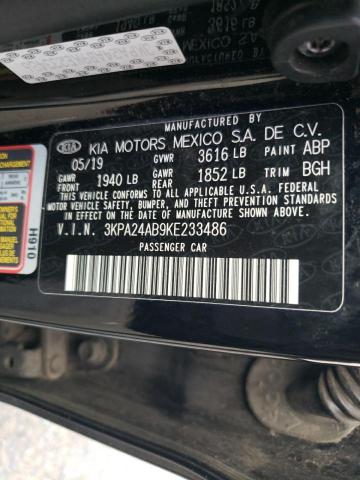 MANUFACTURED BY
KIA KIA MOTORS MEXICO S.A. DE C.V.
05/19 GVWR 3616 LB PAINT ABP
GAWR FRONT 1940 LB GAWR REAR 1852 LB TRIM BGH
THIS VEHICLE CONFORMS TO ALL APPLICABLE U.S.A. FEDERAL
MOTOR VEHICLE SAFETY, BUMPER, AND THEFT PREVENTION STANDARDS
IN EFFECT ON THE DATE OF MANUFACTURE SHOWN ABOVE.
V.I.N. 3KPA24AB9KE233486
PASSENGER CAR
H910